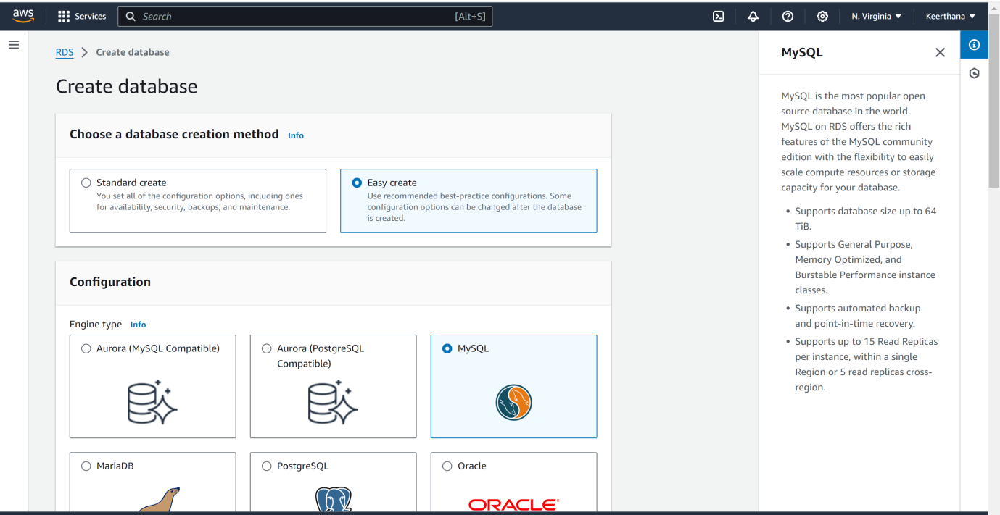 aws
Services
Search
[Alt+S]
N. Virginia
Keerthana
RDS
Create database
Create database
Choose a database creation method
Info
Standard create
You set all of the configuration options, including ones
for availability, security, backups, and maintenance.
Easy create
Use recommended best-practice configurations. Some
configuration options can be changed after the database
is created.
Configuration
Engine type
Info
Aurora (MySQL Compatible)
Aurora (PostgreSQL
Compatible)
MySQL
MariaDB
PostgreSQL
Oracle
ORACLE
MySQL
MySQL is the most popular open
source database in the world.
MySQL on RDS offers the rich
features of the MySQL community
edition with the flexibility to easily
scale compute resources or storage
capacity for your database.
• Supports database size up to 64
TiB.
• Supports General Purpose,
Memory Optimized, and
Burstable Performance instance
classes.
• Supports automated backup
and point-in-time recovery.
• Supports up to 15 Read Replicas
per instance, within a single
Region or 5 read replicas cross-
region.